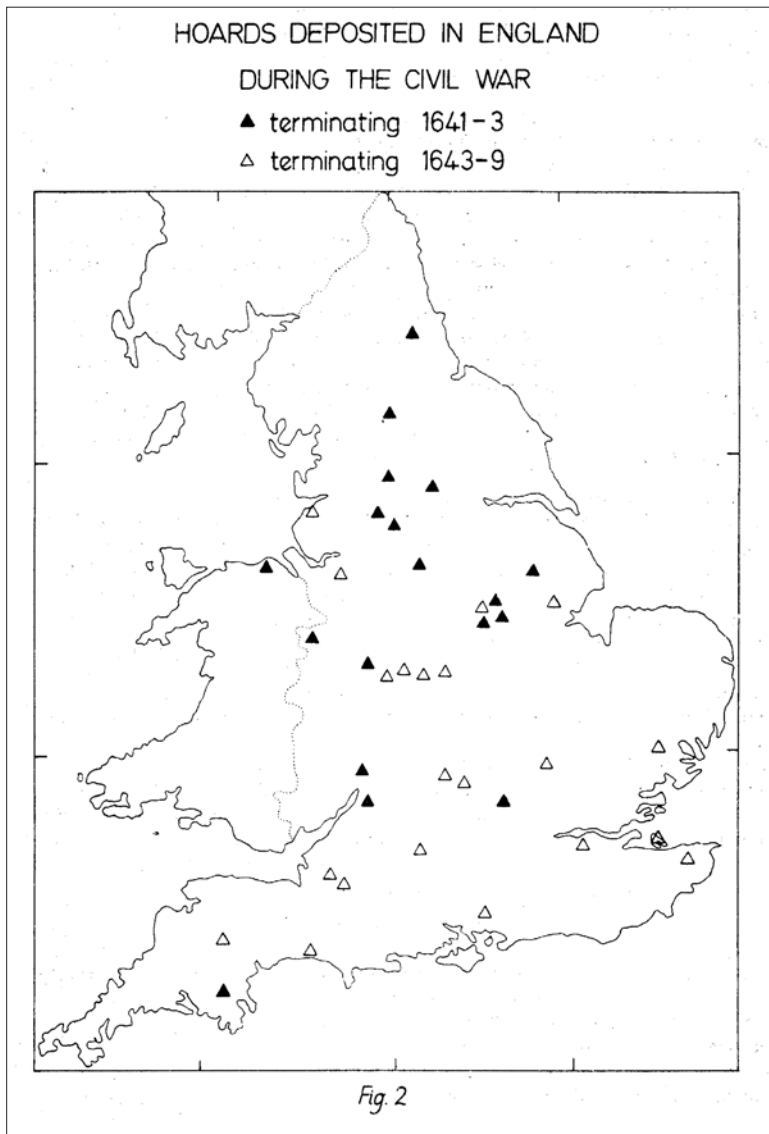 HOARDS DEPOSITED IN ENGLAND
DURING THE CIVIL WAR
▲ terminating 1641-3
△ terminating 1643-9
Fig. 2